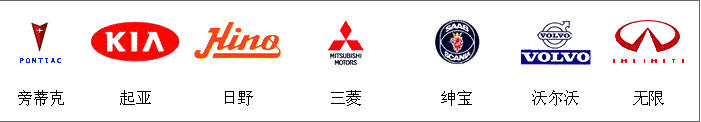 PONTIAC
KIA
Hino
MITSUBISHI
MOTORS
SAAB
SCANIA
VOLVO
VOLVO
INFINITI
旁蒂克 起亚 日野 三菱 绅宝 沃尔沃 无限